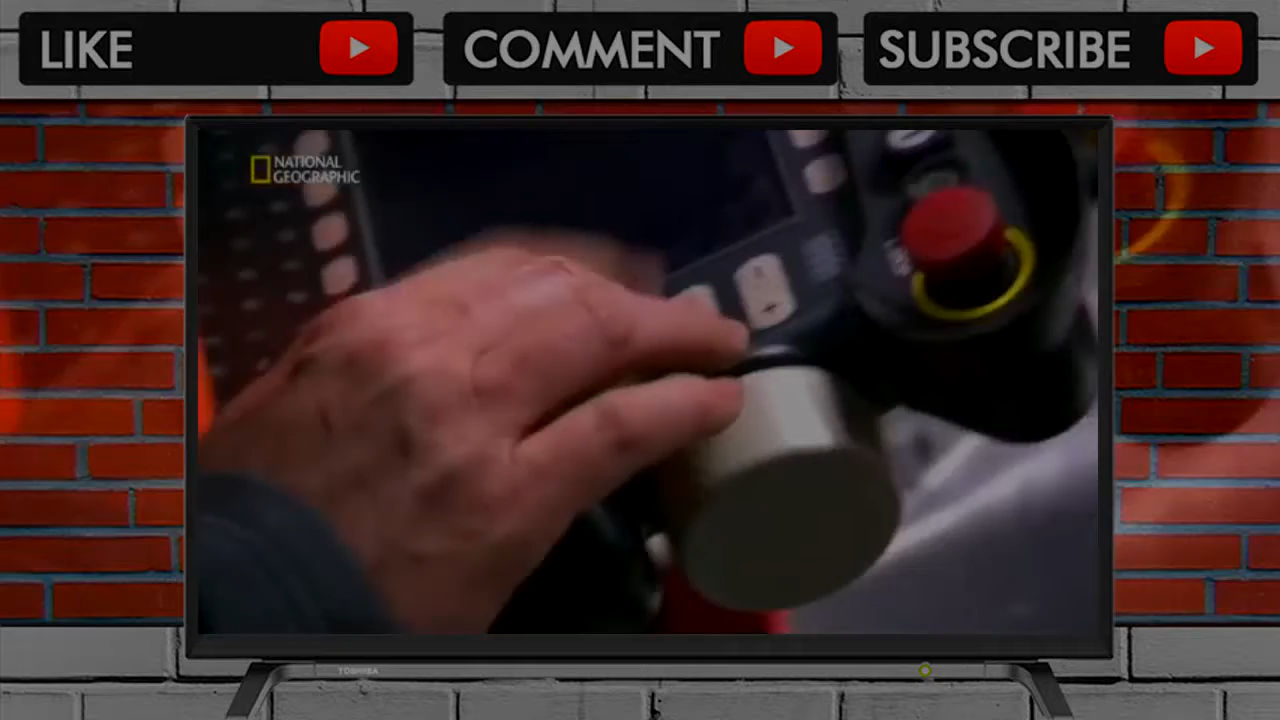 LIKE
COMMENT
SUBSCRIBE
NATIONAL
GEOGRAPHIC
TOSHIBA